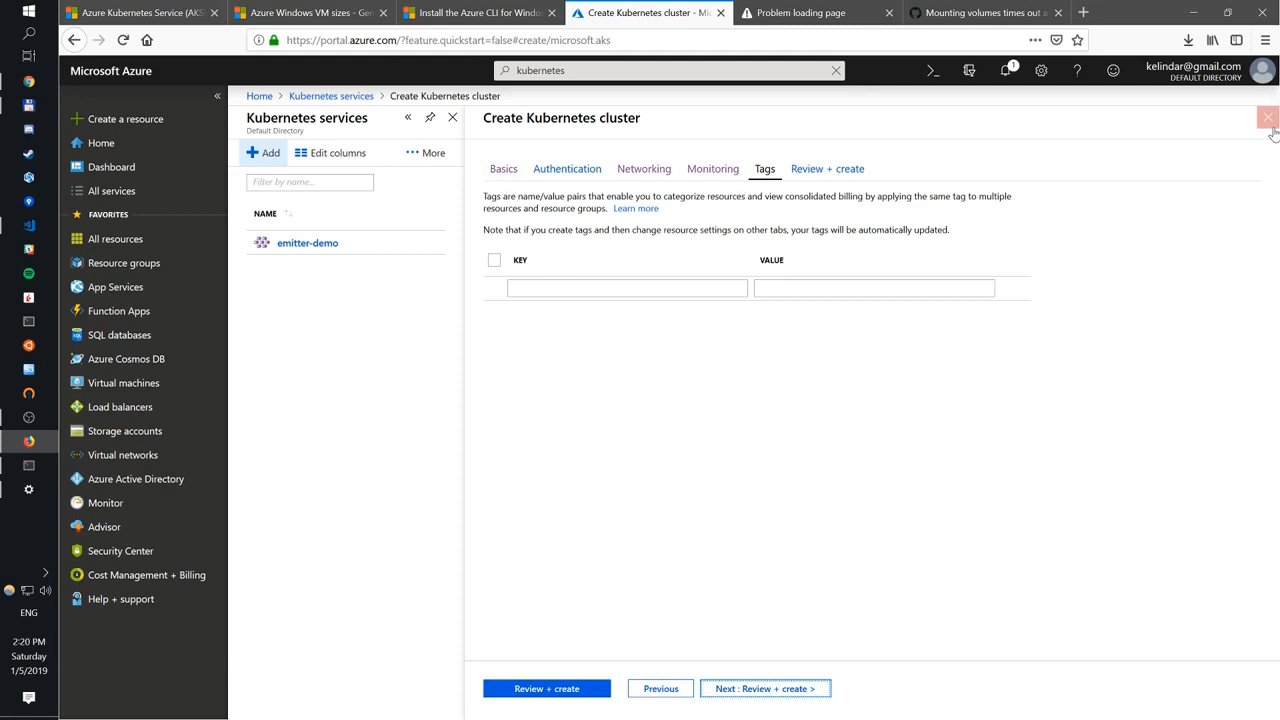 Azure Kubernetes Service (AKS)
Azure Windows VM sizes - Gen
Install the Azure CLI for Window
Create Kubernetes cluster - Mi
Problem loading page
Mounting volumes times out a
https://portal.azure.com/?feature.quickstart=false#create/microsoft.aks
Microsoft Azure
kubernetes
1
kelindar@gmail.com
DEFAULT DIRECTORY
Home > Kubernetes services > Create Kubernetes cluster
Create a resource
Home
Dashboard
All services
FAVORITES
All resources
Resource groups
App Services
Function Apps
SQL databases
Azure Cosmos DB
Virtual machines
Load balancers
Storage accounts
Virtual networks
Azure Active Directory
Monitor
Advisor
Security Center
Cost Management + Billing
Help + support
Kubernetes services
Default Directory
Add
Edit columns
More
Filter by name...
NAME
emitter-demo
Create Kubernetes cluster
Basics
Authentication
Networking
Monitoring
Tags
Review + create
Tags are name/value pairs that enable you to categorize resources and view consolidated billing by applying the same tag to multiple
resources and resource groups. Learn more
Note that if you create tags and then change resource settings on other tabs, your tags will be automatically updated.
KEY
VALUE
Review + create
Previous
Next : Review + create >
ENG
2:20 PM
Saturday
1/5/2019